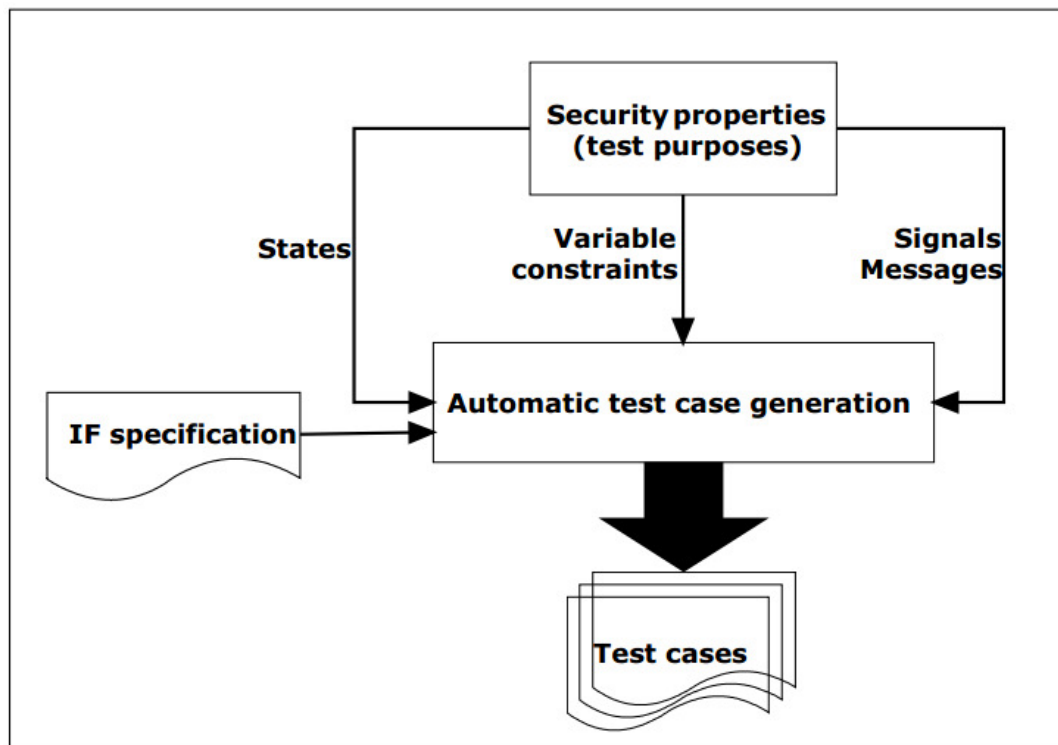 Security properties
(test purposes)
States
Variable
constraints
Signals
Messages
Automatic test case generation
IF specification
Test cases